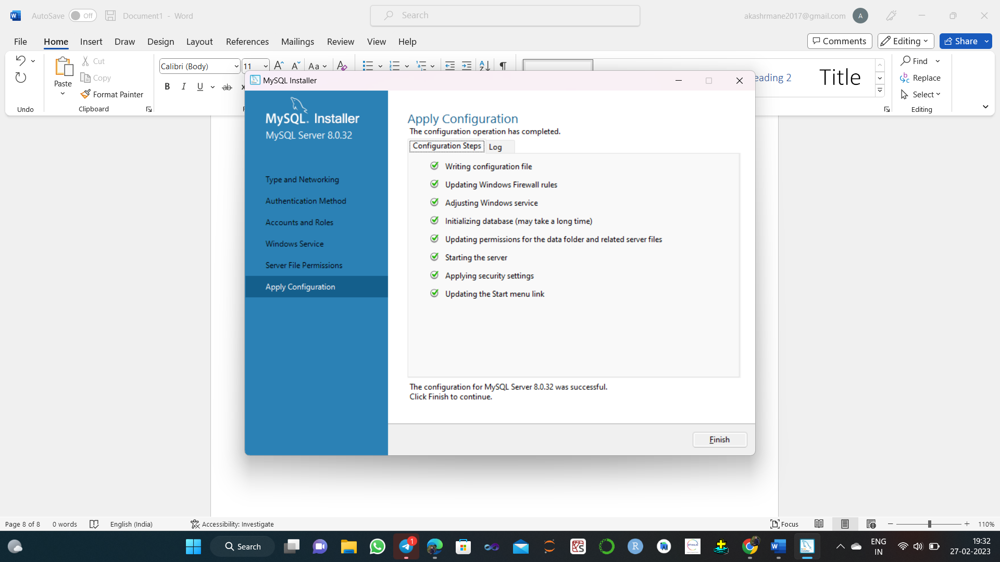 AutoSave Off Document1 - Word
Search
akashrmane2017@gmail.com A
File Home Insert Draw Design Layout References Mailings Review View Help
Comments Editing Share
Paste
Cut
Copy
Format Painter
Undo
Clipboard
Calibri (Body) 11
Aa
B I U ab
eading 2
Title
Find
Replace
Select
Editing
MySQL Installer
MySQL. Installer
MySQL Server 8.0.32
Type and Networking
Authentication Method
Accounts and Roles
Windows Service
Server File Permissions
Apply Configuration
Apply Configuration
The configuration operation has completed.
Configuration Steps Log
Writing configuration file
Updating Windows Firewall rules
Adjusting Windows service
Initializing database (may take a long time)
Updating permissions for the data folder and related server files
Starting the server
Applying security settings
Updating the Start menu link
The configuration for MySQL Server 8.0.32 was successful.
Click Finish to continue.
Finish
Page 8 of 8 0 words English (India) Accessibility: Investigate
Focus 110%
Search
1
ENG
IN
19:32
27-02-2023